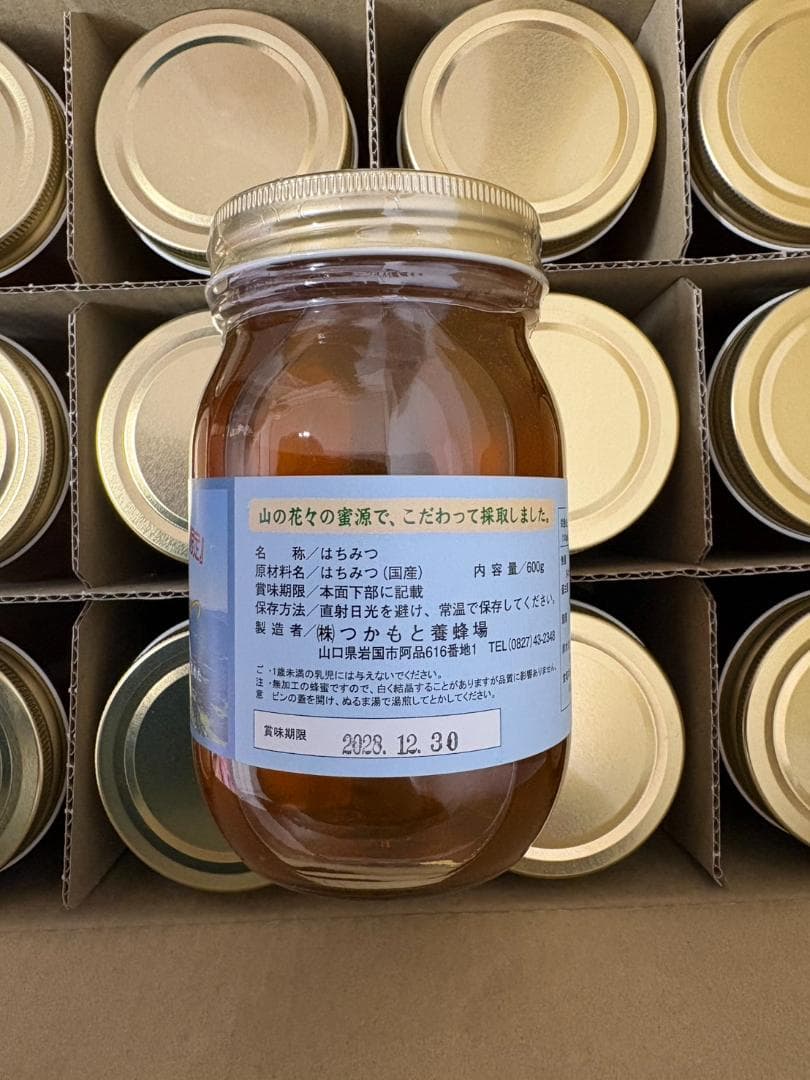 山の花々の蜜源で、こだわって採取しました。
名　称／はちみつ
原材料名／はちみつ(国産)　内容量／600g
賞味期限／本面下部に記載
保存方法／直射日光を避け、常温で保存してください。
製造者／㈱つかもと養蜂場
山口県岩国市阿品616番地1　TEL(0827)43-2348
ご注意
・1歳未満の乳児には与えないでください。
・無加工の蜂蜜ですので、白く結晶することがありますが品質に影響ありません。
ビンの蓋を開け、ぬるま湯で湯煎してとかしてください。
賞味期限　2028.12.30